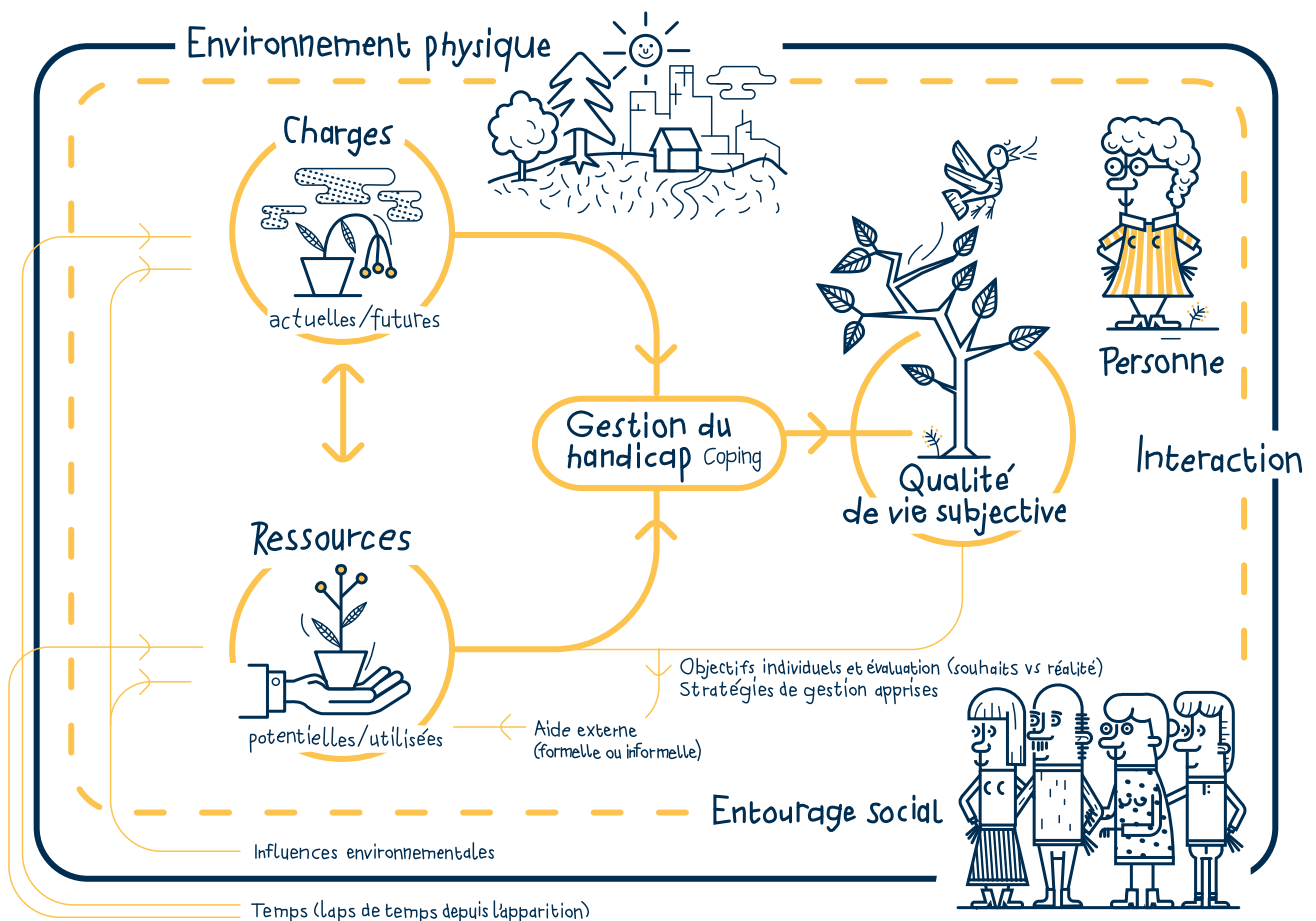 Environnement physique
Charges
actuelles/futures
Personne
Gestion du
handicap Coping
Interaction
Qualité
de vie subjective
Ressources
potentielles/utilisées
Objectifs individuels et évaluation (souhaits vs réalité)
Stratégies de gestion apprises
Aide externe
(formelle ou informelle)
Entourage social
Influences environnementales
Temps (laps de temps depuis l'apparition)